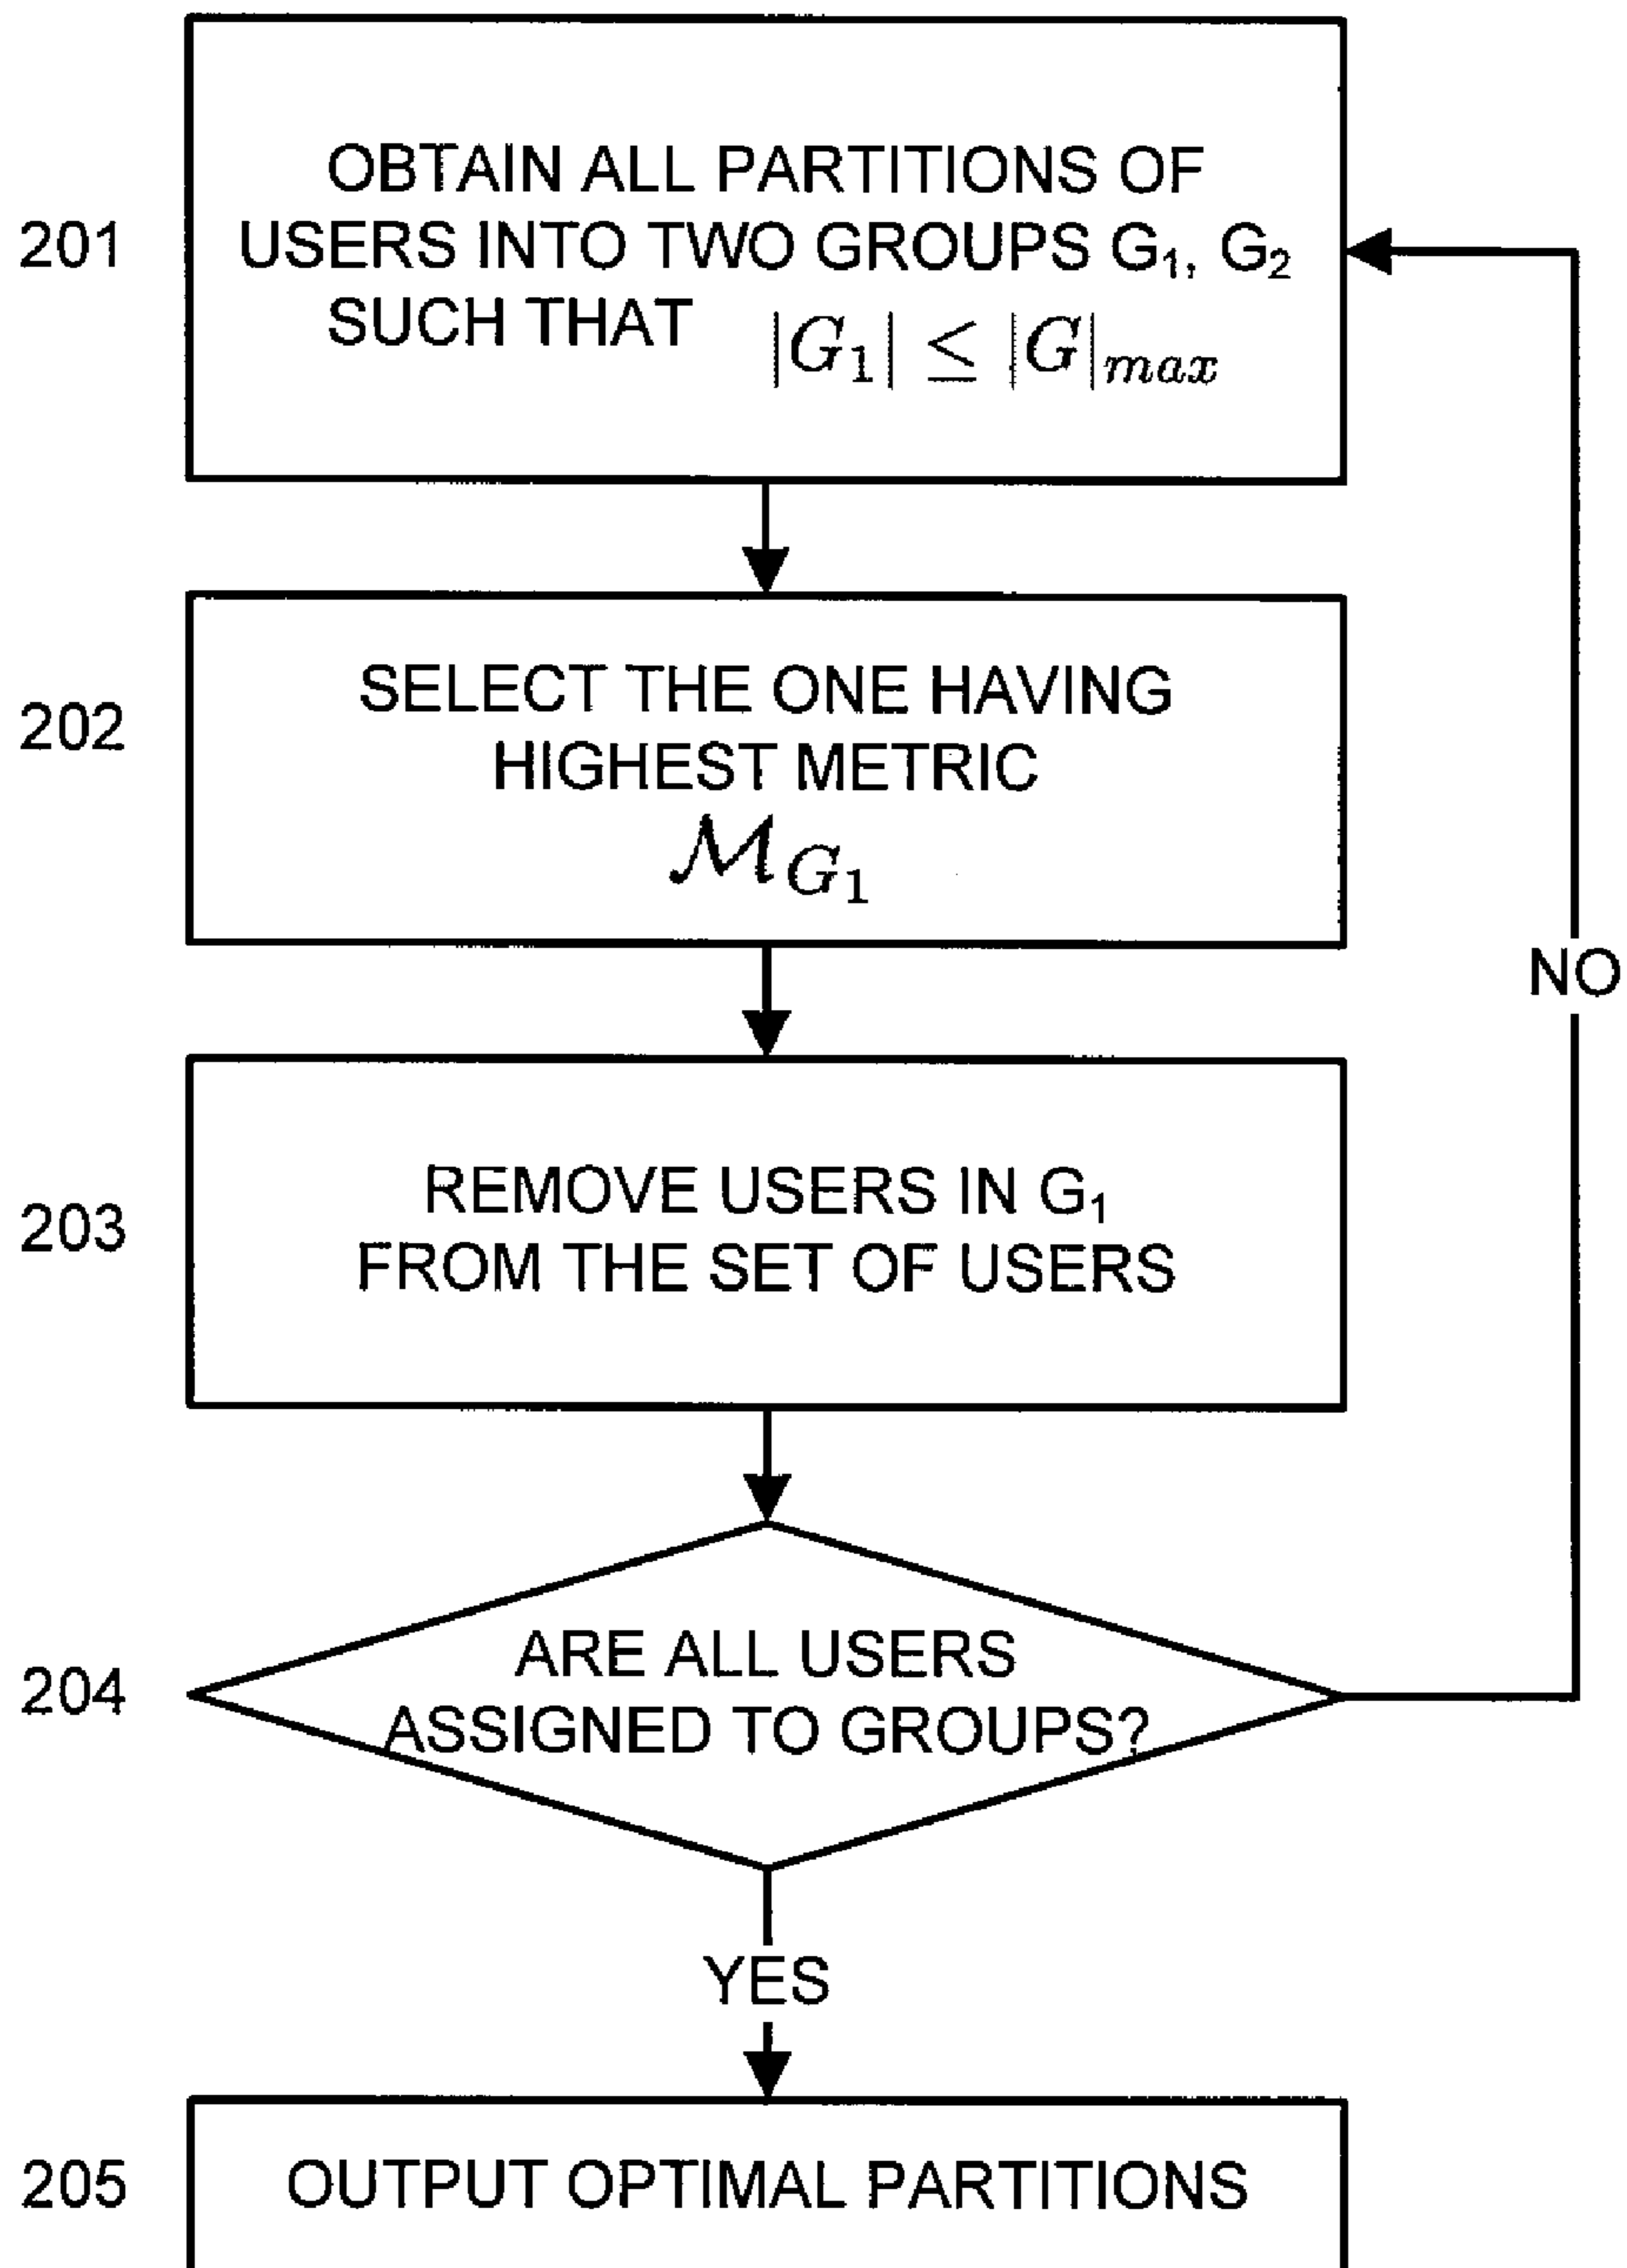 201
OBTAIN ALL PARTITIONS OF
USERS INTO TWO GROUPS G₁, G₂
SUCH THAT |G₁| ≤ |G|ₘₐₓ
202
SELECT THE ONE HAVING
HIGHEST METRIC
ℳ_{G₁}
NO
203
REMOVE USERS IN G₁
FROM THE SET OF USERS
204
ARE ALL USERS
ASSIGNED TO GROUPS?
YES
205
OUTPUT OPTIMAL PARTITIONS